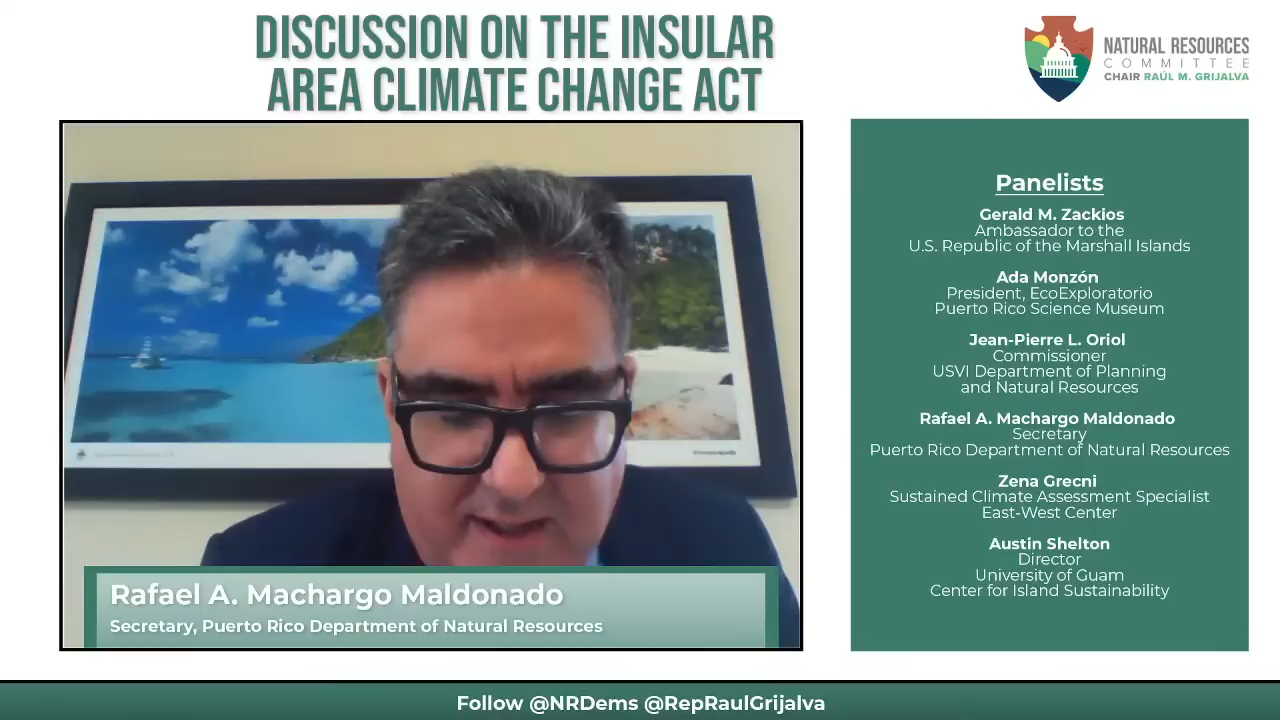 DISCUSSION ON THE INSULAR
AREA CLIMATE CHANGE ACT
NATURAL RESOURCES
COMMITTEE
CHAIR RAÚL M. GRIJALVA
Panelists
Gerald M. Zackios
Ambassador to the
U.S. Republic of the Marshall Islands
Ada Monzón
President, EcoExploratorio
Puerto Rico Science Museum
Jean-Pierre L. Oriol
Commissioner
USVI Department of Planning
and Natural Resources
Rafael A. Machargo Maldonado
Secretary
Puerto Rico Department of Natural Resources
Zena Grecni
Sustained Climate Assessment Specialist
East-West Center
Austin Shelton
Director
University of Guam
Center for Island Sustainability
Rafael A. Machargo Maldonado
Secretary, Puerto Rico Department of Natural Resources
Follow @NRDems @RepRaulGrijalva